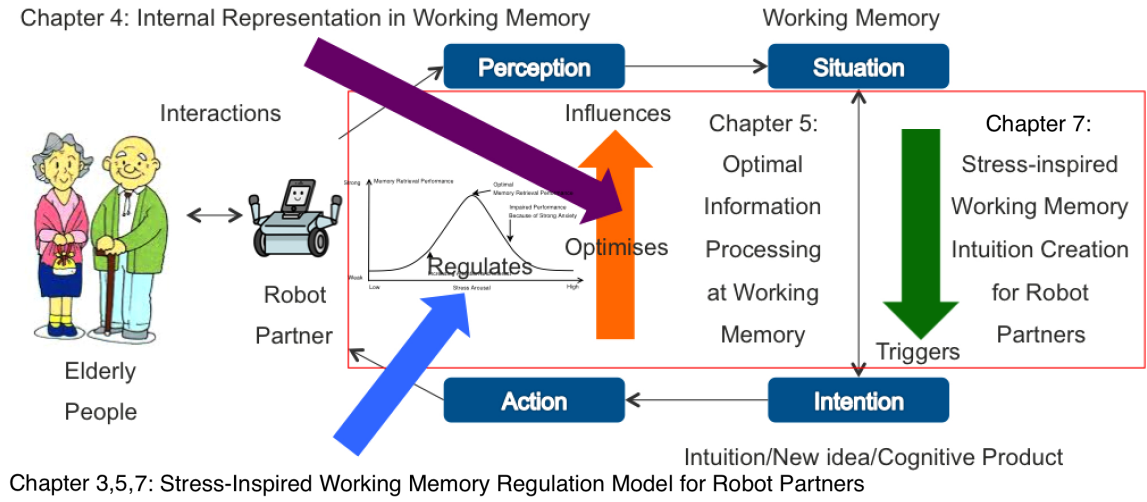 Chapter 4: Internal Representation in Working Memory
Working Memory
Perception
Situation
Interactions
Influences
Chapter 5:
Optimal
Information
Processing
at Working
Memory
Chapter 7:
Stress-inspired
Working Memory
Intuition Creation
for Robot
Partners
Strong
Memory Retrieval Performance
Optimal
Memory Retrieval Performance
Impaired Performance
Because of Strong Anxiety
Optimises
Regulates
Weak
Low
Stress Arousal
High
Robot
Partner
Triggers
Elderly
People
Action
Intention
Intuition/New idea/Cognitive Product
Chapter 3,5,7: Stress-Inspired Working Memory Regulation Model for Robot Partners